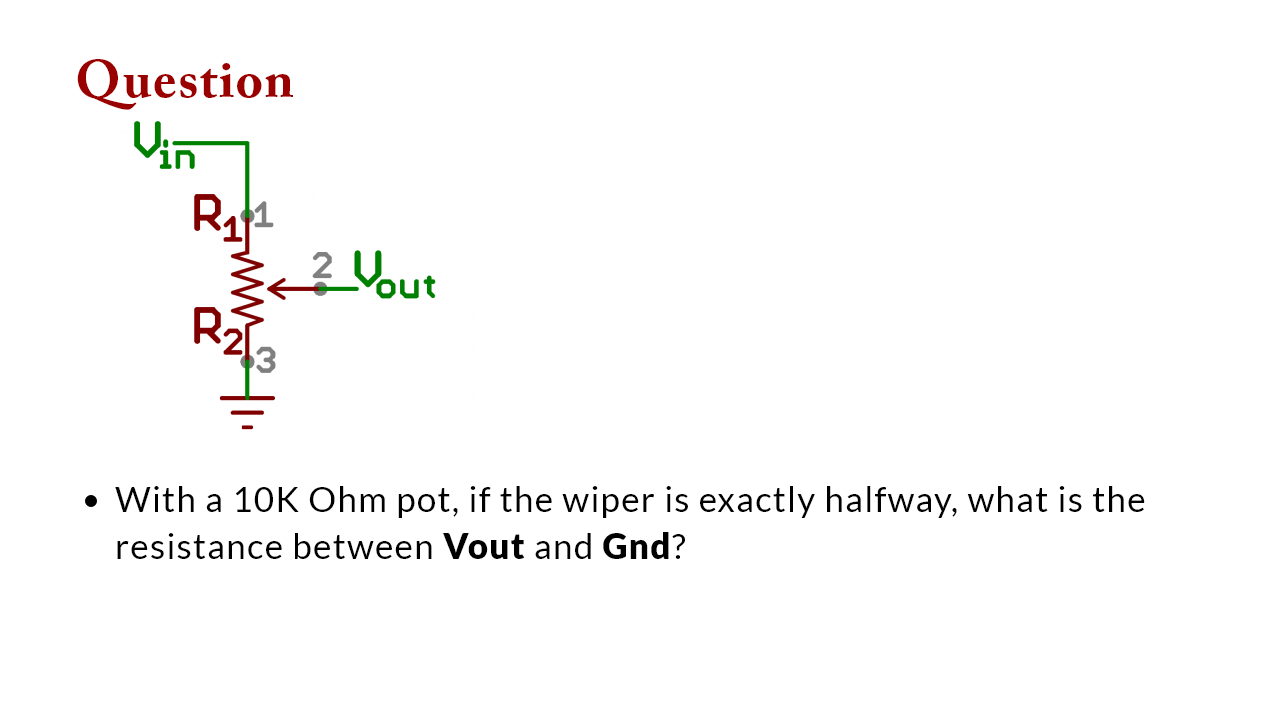 Question
Vin
R1
1
2
Vout
R2
3
• With a 10K Ohm pot, if the wiper is exactly halfway, what is the
resistance between Vout and Gnd?